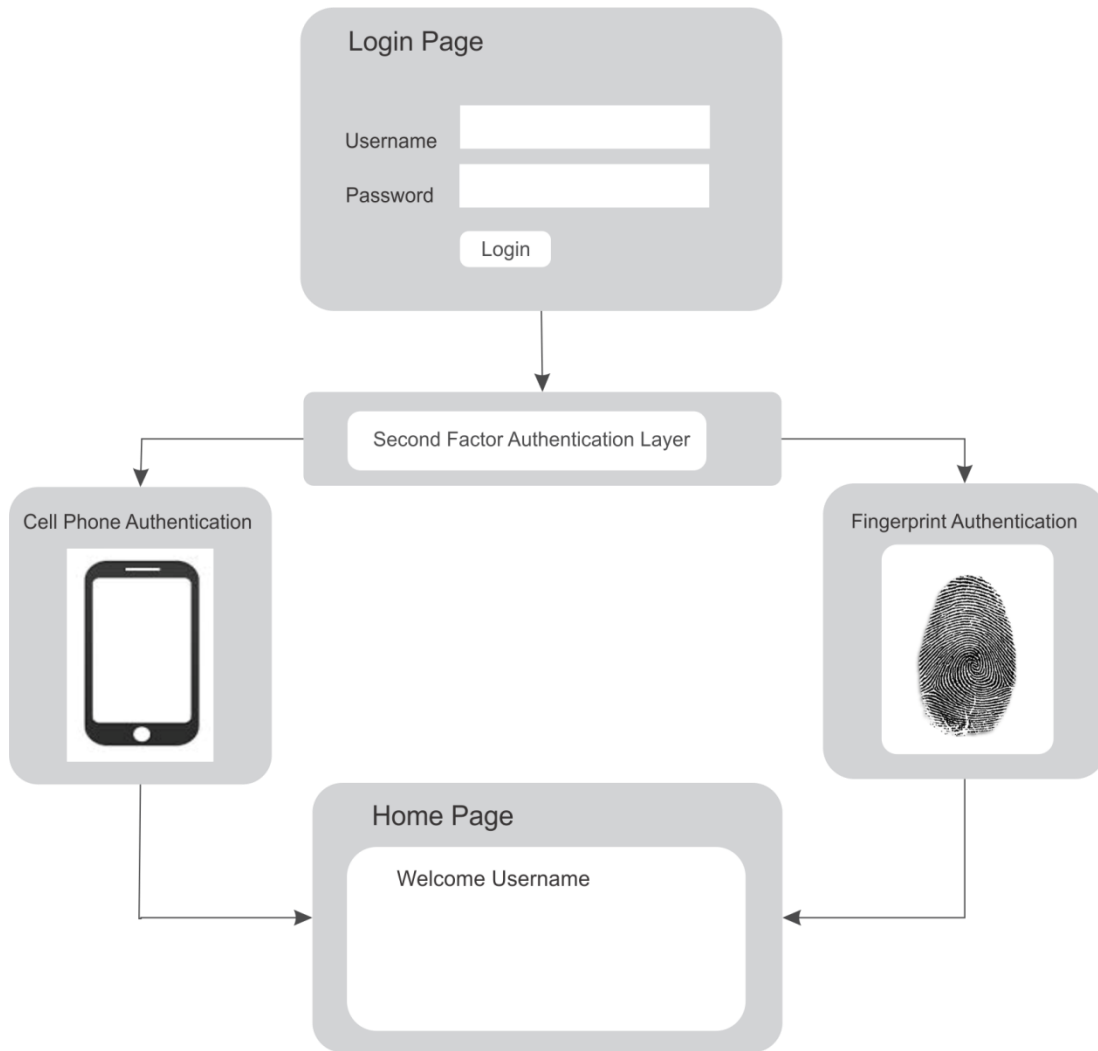 Login Page
Username
Password
Login
Second Factor Authentication Layer
Cell Phone Authentication
Fingerprint Authentication
Home Page
Welcome Username